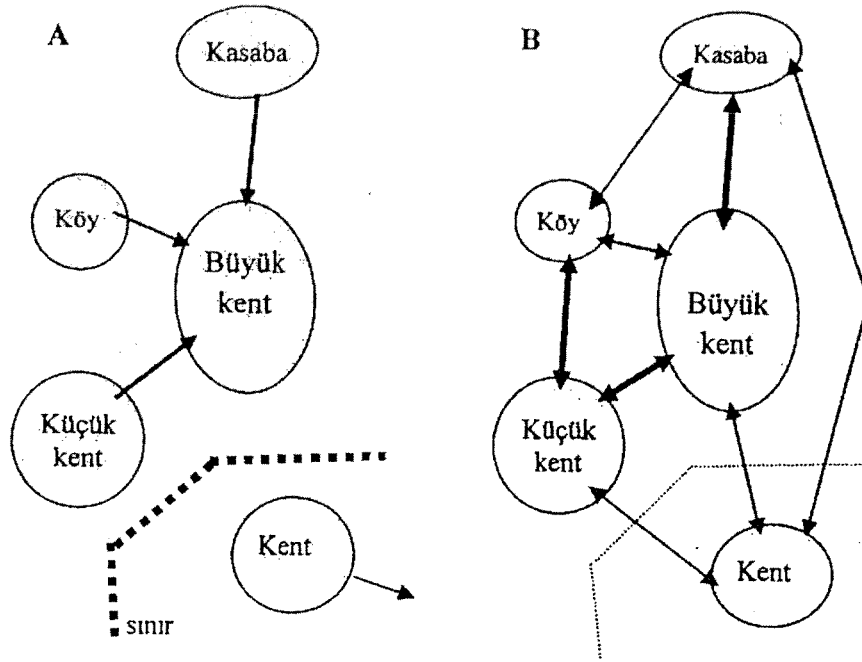 A
Kasaba
Köy
Büyük
kent
Küçük
kent
Kent
sınır
B
Kasaba
Köy
Büyük
kent
Küçük
kent
Kent